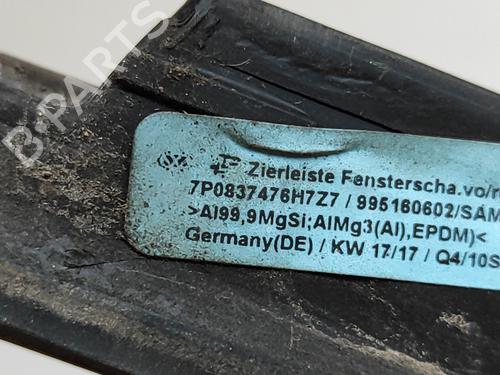 B-PARTS
Zierleiste Fensterscha.vo/r
7P0837476H7Z7 / 995160602/SAM
>Al99,9MgSi;AlMg3(Al),EPDM)<
Germany(DE) / KW 17/17 / Q4/10S